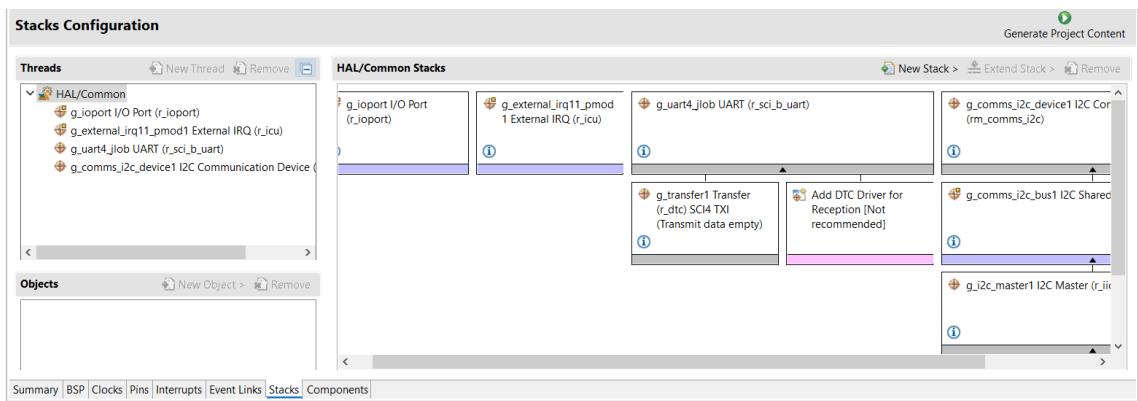 Stacks Configuration
Generate Project Content
Threads
New Thread
Remove
HAL/Common Stacks
New Stack >
Extend Stack >
Remove
HAL/Common
g_ioport I/O Port (r_ioport)
g_external_irq11_pmod1 External IRQ (r_icu)
g_uart4_jlob UART (r_sci_b_uart)
g_comms_i2c_device1 I2C Communication Device (
g_ioport I/O Port
(r_ioport)
g_external_irq11_pmod
1 External IRQ (r_icu)
g_uart4_jlob UART (r_sci_b_uart)
g_comms_i2c_device1 I2C Cor
(rm_comms_i2c)
g_transfer1 Transfer
(r_dtc) SCI4 TXI
(Transmit data empty)
Add DTC Driver for
Reception [Not
recommended]
g_comms_i2c_bus1 I2C Shared
g_i2c_master1 I2C Master (r_iic
Objects
New Object >
Remove
Summary
BSP
Clocks
Pins
Interrupts
Event Links
Stacks
Components